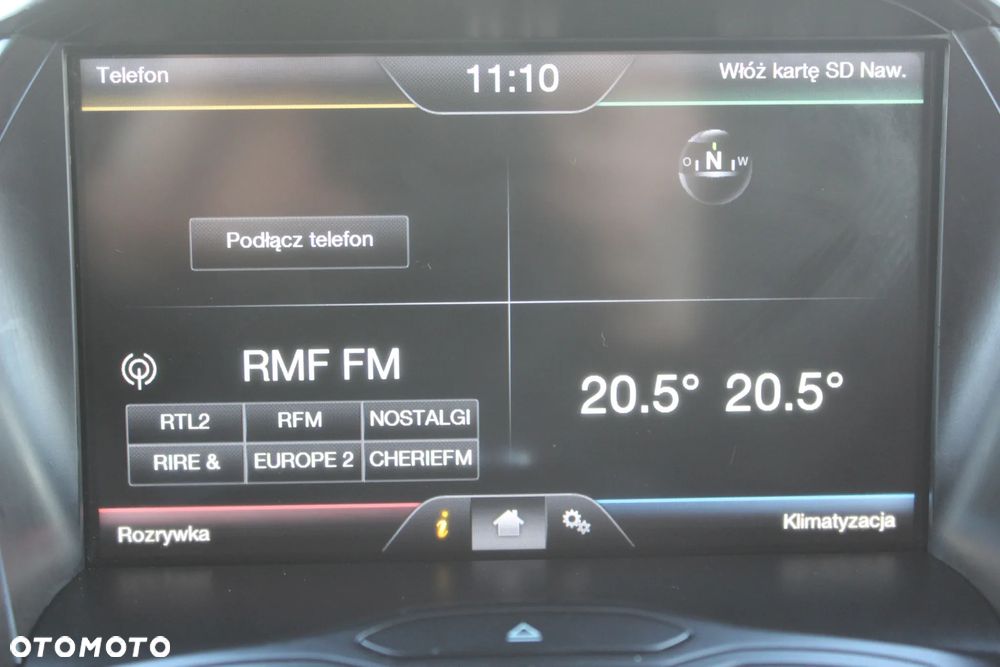 Telefon
11:10
Włóż kartę SD Naw.
O N W
Podłącz telefon
RMF FM
20.5° 20.5°
RTL2 RFM NOSTALGI
RIRE & EUROPE 2 CHERIEFM
Rozrywka
i
Klimatyzacja
OTOMOTO